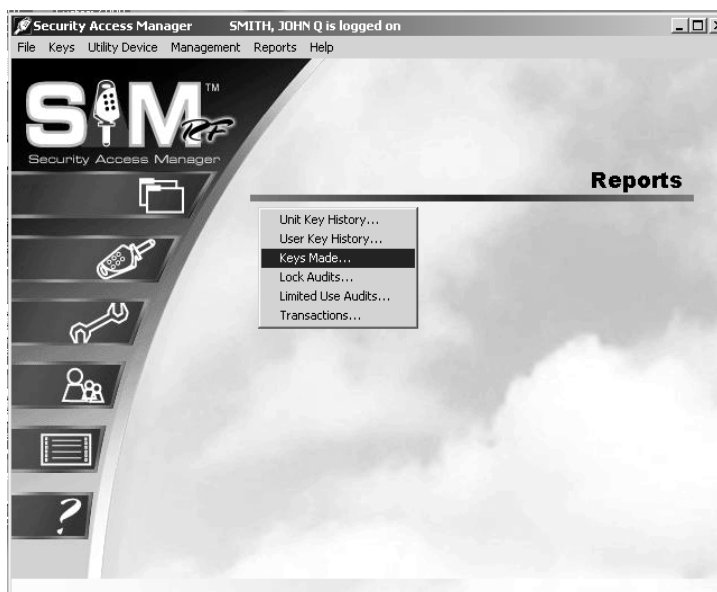 Security Access Manager SMITH, JOHN Q is logged on
File Keys Utility Device Management Reports Help
SAM TM
RF
Security Access Manager
Reports
Unit Key History...
User Key History...
Keys Made...
Lock Audits...
Limited Use Audits...
Transactions...
?